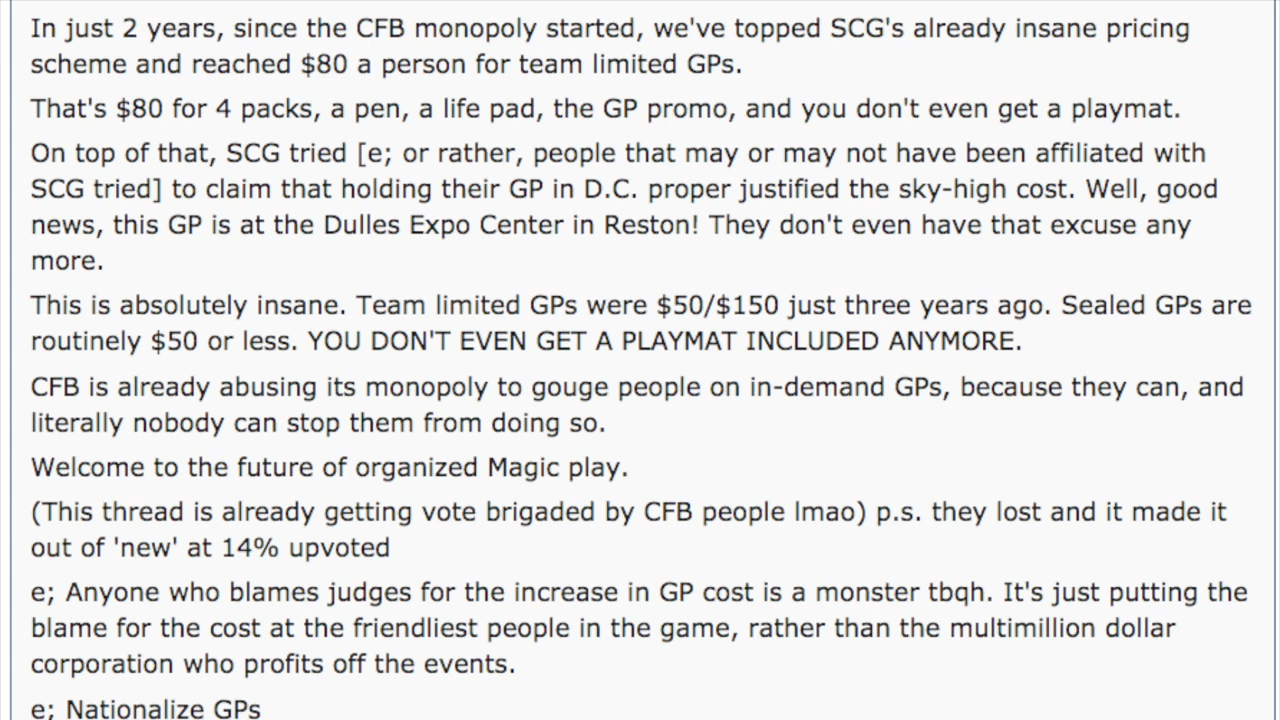 In just 2 years, since the CFB monopoly started, we've topped SCG's already insane pricing
scheme and reached $80 a person for team limited GPs.
That's $80 for 4 packs, a pen, a life pad, the GP promo, and you don't even get a playmat.
On top of that, SCG tried [e; or rather, people that may or may not have been affiliated with
SCG tried] to claim that holding their GP in D.C. proper justified the sky-high cost. Well, good
news, this GP is at the Dulles Expo Center in Reston! They don't even have that excuse any
more.
This is absolutely insane. Team limited GPs were $50/$150 just three years ago. Sealed GPs are
routinely $50 or less. YOU DON'T EVEN GET A PLAYMAT INCLUDED ANYMORE.
CFB is already abusing its monopoly to gouge people on in-demand GPs, because they can, and
literally nobody can stop them from doing so.
Welcome to the future of organized Magic play.
(This thread is already getting vote brigaded by CFB people lmao) p.s. they lost and it made it
out of 'new' at 14% upvoted
e; Anyone who blames judges for the increase in GP cost is a monster tbqh. It's just putting the
blame for the cost at the friendliest people in the game, rather than the multimillion dollar
corporation who profits off the events.
e; Nationalize GPs